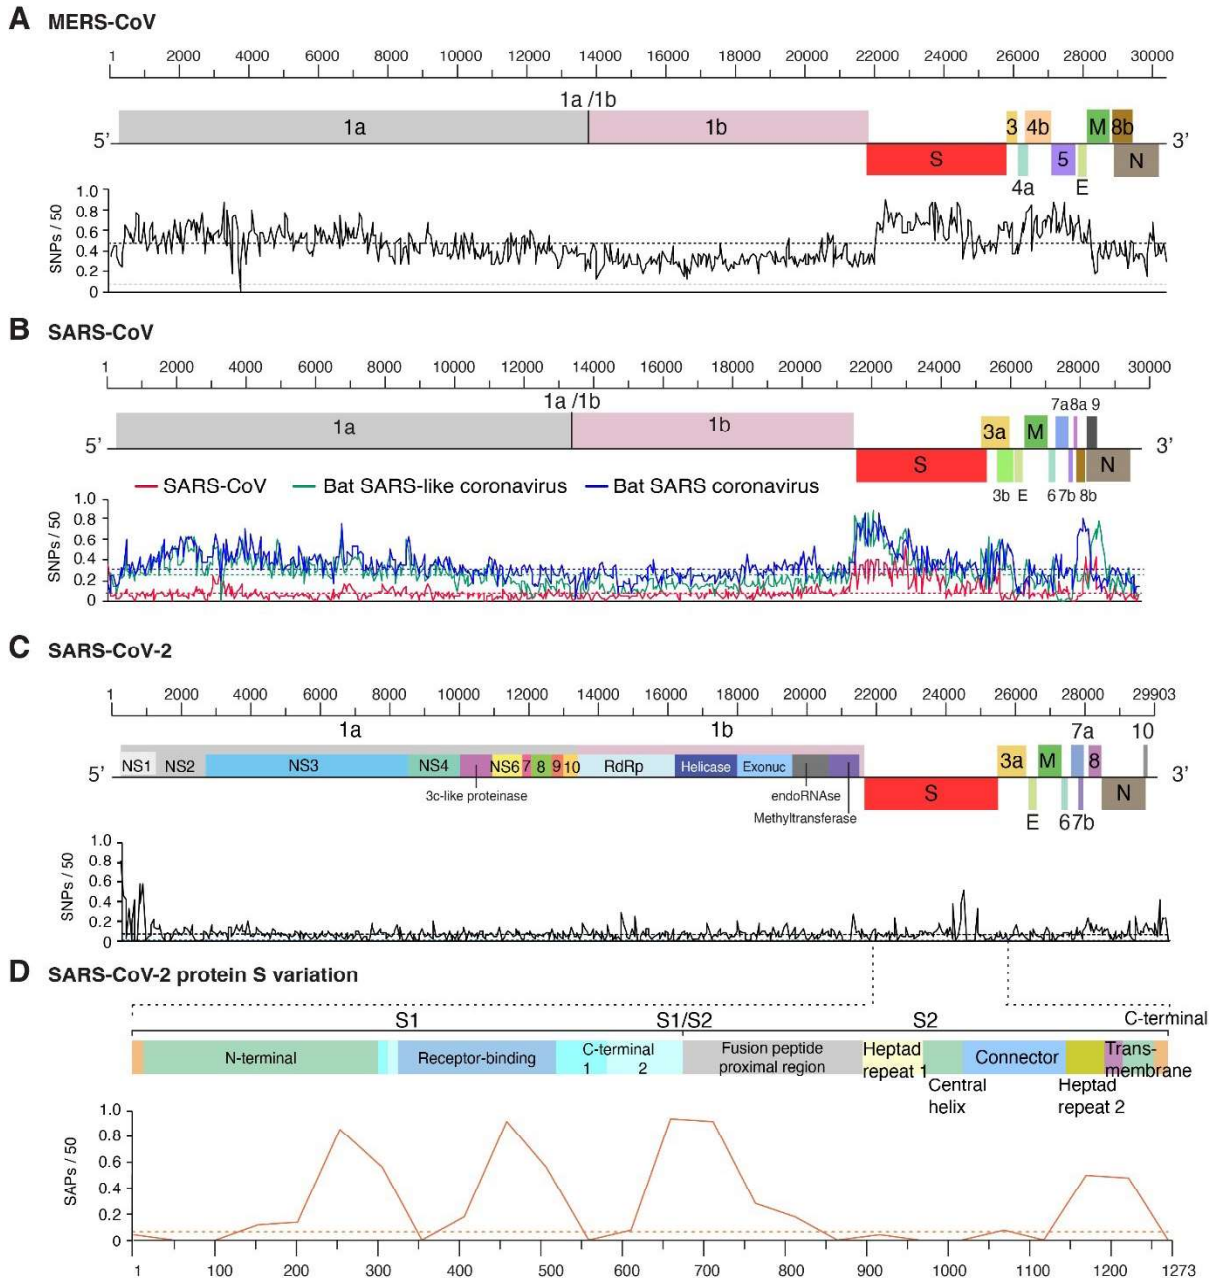 A MERS-CoV
1 2000 4000 6000 8000 10000 12000 14000 16000 18000 20000 22000 24000 26000 28000 30000
1a /1b
5' 1a 1b 3 4b M 8b 3'
S 5 N
4a E
SNPs / 50
1.0
0.8
0.6
0.4
0.2
0
B SARS-CoV
1 2000 4000 6000 8000 10000 12000 14000 16000 18000 20000 22000 24000 26000 28000 30000
1a /1b
7a 8a 9
5' 1a 1b 3a M 3'
S N
3b E 6 7b 8b
SARS-CoV Bat SARS-like coronavirus Bat SARS coronavirus
SNPs / 50
1.0
0.8
0.6
0.4
0.2
0
C SARS-CoV-2
1 2000 4000 6000 8000 10000 12000 14000 16000 18000 20000 22000 24000 26000 28000 29903
1a 1b 7a 10
5' NS1 NS2 NS3 NS4 NS6 7 8 9 10 RdRp Helicase Exonuc 3a M 8 3'
3c-like proteinase endoRNAse S N
Methyltransferase E 6 7b
SNPs / 50
1.0
0.8
0.6
0.4
0.2
0
D SARS-CoV-2 protein S variation
S1 S1/S2 S2 C-terminal
N-terminal Receptor-binding C-terminal 1 2 Fusion peptide proximal region Heptad repeat 1 Connector Trans-membrane
Central helix Heptad repeat 2
SAPs / 50
1.0
0.8
0.6
0.4
0.2
0
1 100 200 300 400 500 600 700 800 900 1000 1100 1200 1273